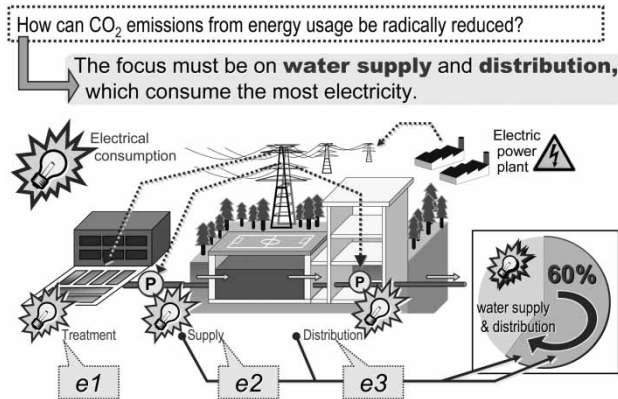 How can CO₂ emissions from energy usage be radically reduced?
The focus must be on water supply and distribution,
which consume the most electricity.
Electrical
consumption
Electric
power
plant
P
P
60%
water supply
& distribution
Treatment
Supply
Distribution
e1
e2
e3